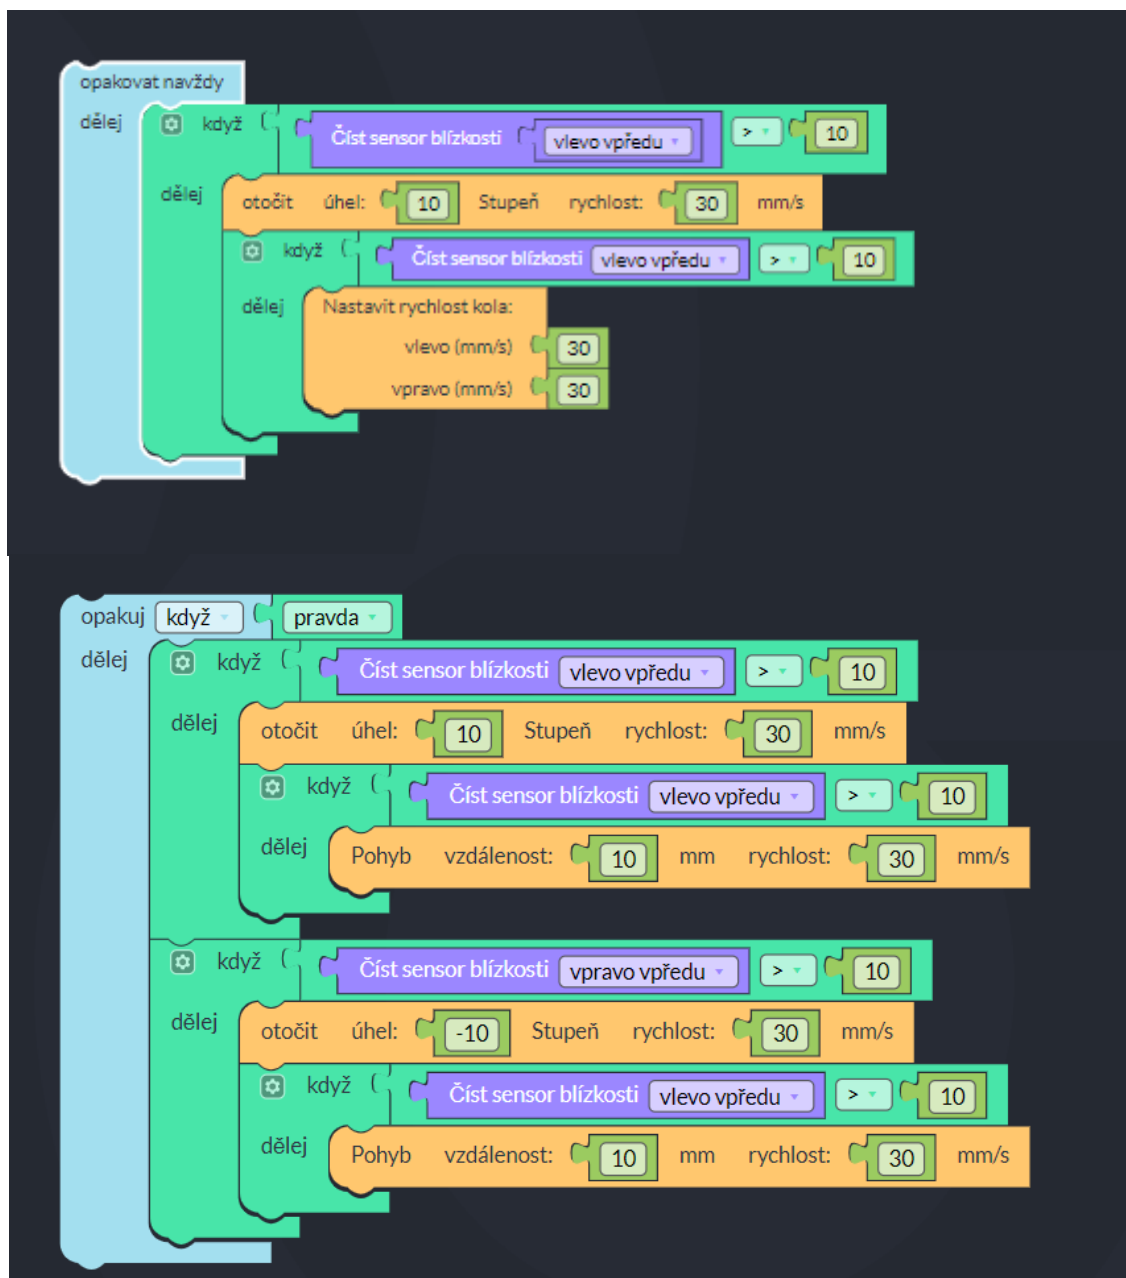 opakovat navždy
dělej když Číst sensor blízkosti vlevo vpředu > 10
dělej otočit úhel: 10 Stupeň rychlost: 30 mm/s
když Číst sensor blízkosti vlevo vpředu > 10
dělej Nastavit rychlost kola:
vlevo (mm/s) 30
vpravo (mm/s) 30
opakuj když pravda
dělej když Číst sensor blízkosti vlevo vpředu > 10
dělej otočit úhel: 10 Stupeň rychlost: 30 mm/s
když Číst sensor blízkosti vlevo vpředu > 10
dělej Pohyb vzdálenost: 10 mm rychlost: 30 mm/s
když Číst sensor blízkosti vpravo vpředu > 10
dělej otočit úhel: -10 Stupeň rychlost: 30 mm/s
když Číst sensor blízkosti vlevo vpředu > 10
dělej Pohyb vzdálenost: 10 mm rychlost: 30 mm/s